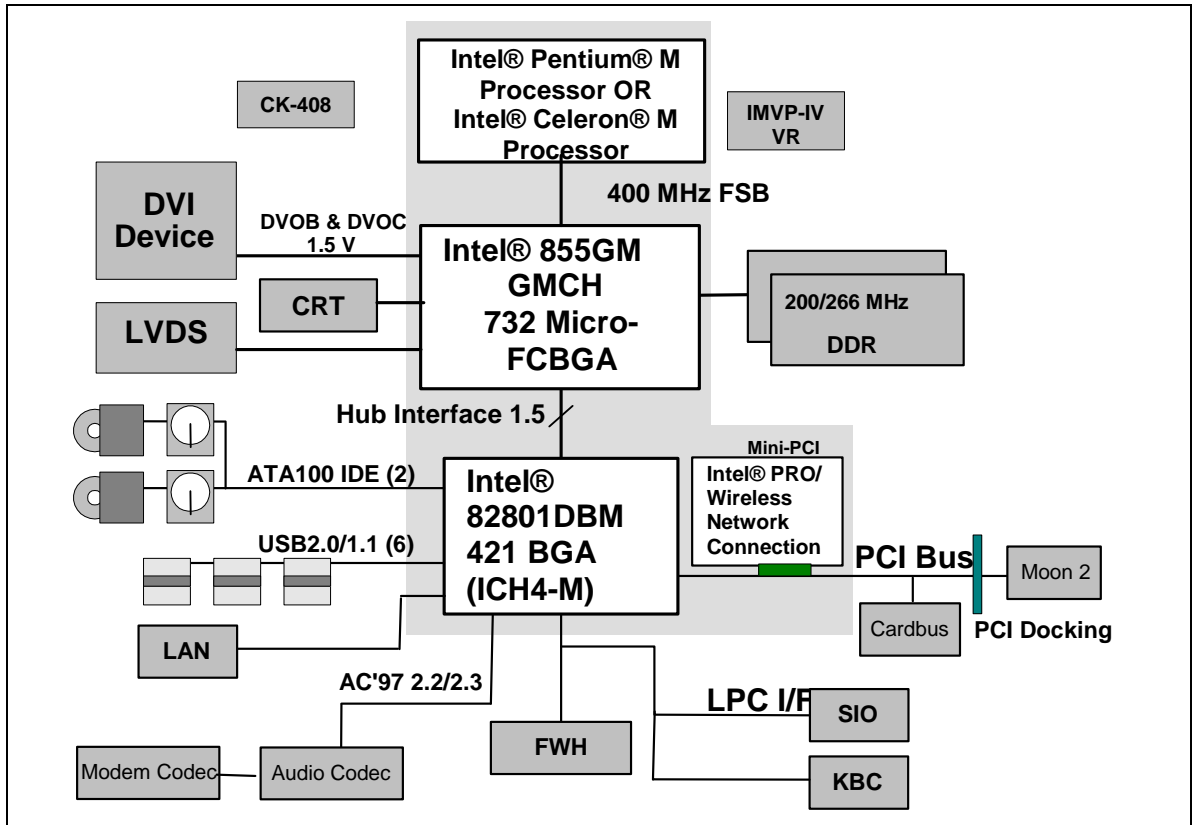 Intel® Pentium® M
Processor OR
Intel® Celeron® M
Processor
CK-408
IMVP-IV
VR
400 MHz FSB
DVI
Device
DVOB & DVOC
1.5 V
Intel® 855GM
GMCH
732 Micro-
FCBGA
CRT
LVDS
200/266 MHz
DDR
Hub Interface 1.5
ATA100 IDE (2)
USB2.0/1.1 (6)
Intel®
82801DBM
421 BGA
(ICH4-M)
Mini-PCI
Intel® PRO/
Wireless
Network
Connection
PCI Bus
Moon 2
Cardbus
PCI Docking
LAN
AC'97 2.2/2.3
LPC I/F
SIO
FWH
KBC
Modem Codec
Audio Codec